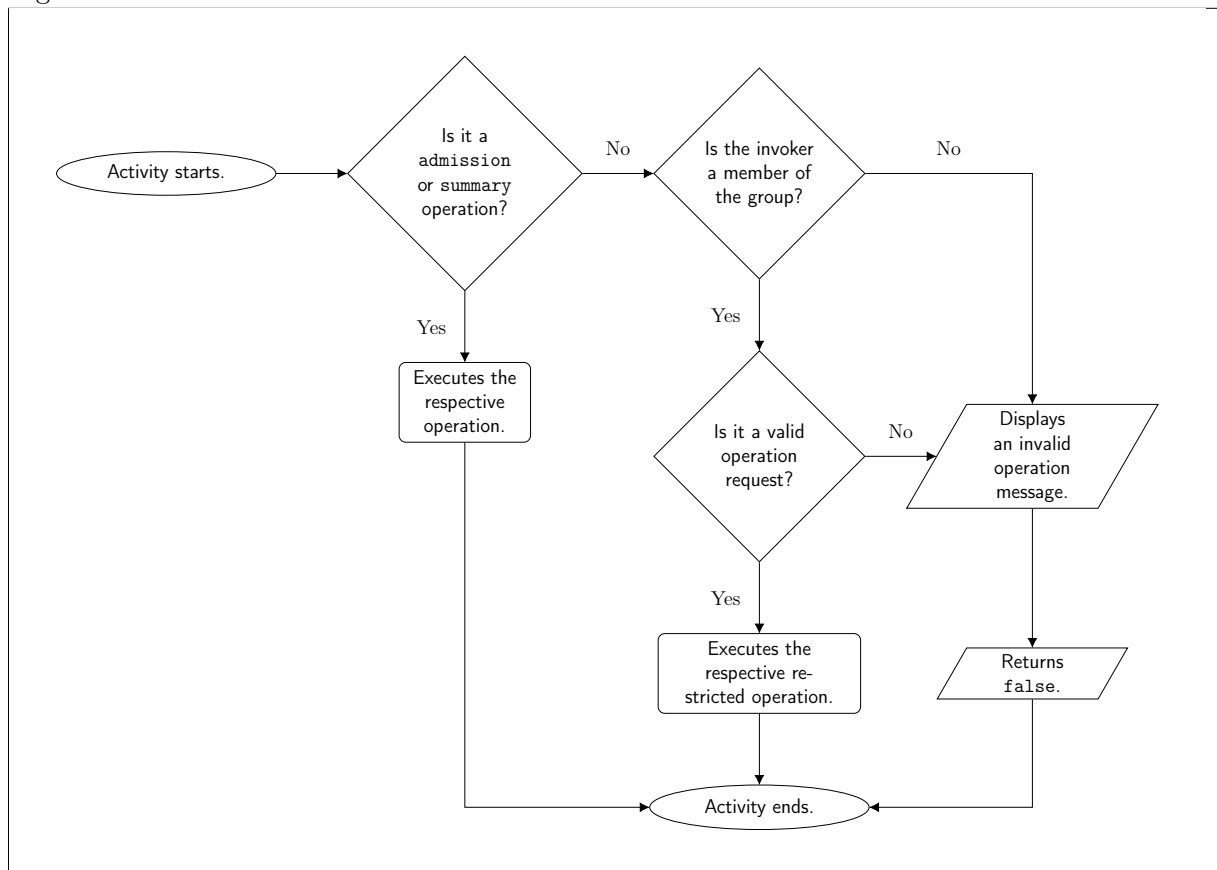 Activity starts.
Is it a
admission
or summary
operation?
No
Is the invoker
a member of
the group?
No
Yes
Executes the
respective
operation.
Yes
Is it a valid
operation
request?
No
Displays
an invalid
operation
message.
Yes
Executes the
respective re-
stricted operation.
Returns
false.
Activity ends.